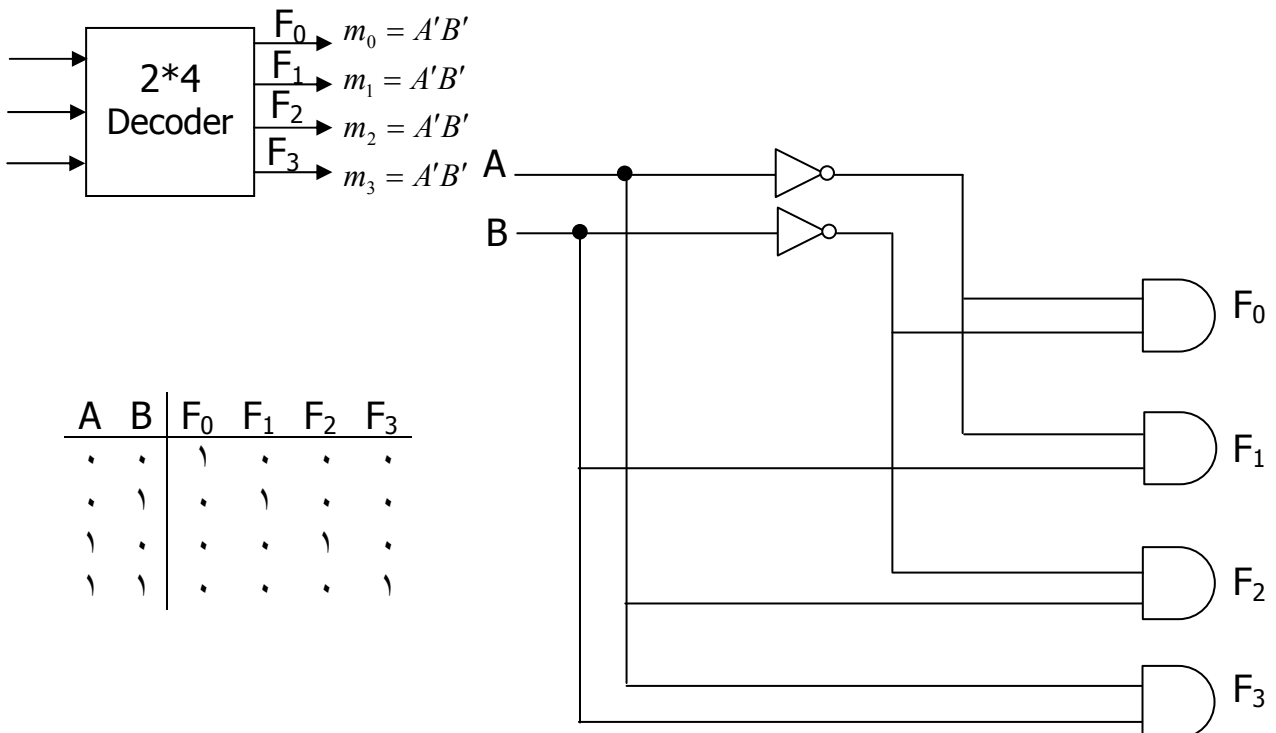 F₀ m₀ = A′B′
2*4 F₁ m₁ = A′B′
Decoder F₂ m₂ = A′B′
F₃ m₃ = A′B′
A
B
F₀
F₁
F₂
F₃
A B F₀ F₁ F₂ F₃
٠ ٠ ١ ٠ ٠ ٠
٠ ١ ٠ ١ ٠ ٠
١ ٠ ٠ ٠ ١ ٠
١ ١ ٠ ٠ ٠ ١